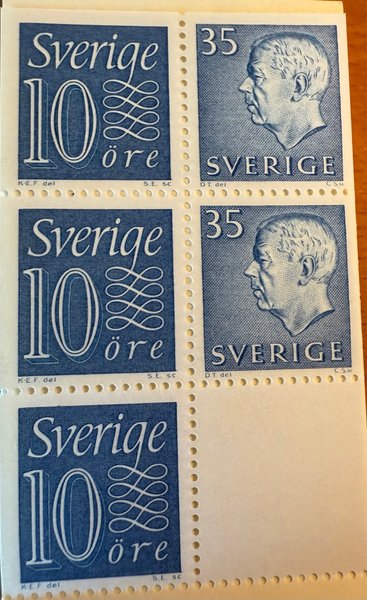 Sverige
10 öre
K·E.F. del S.E. sc
35
SVERIGE
D.T. del C.S. sc
Sverige
10 öre
K·E.F. del S.E. sc
35
SVERIGE
D.T. del C.S. sc
Sverige
10 öre
K·E.F. del S.E. sc